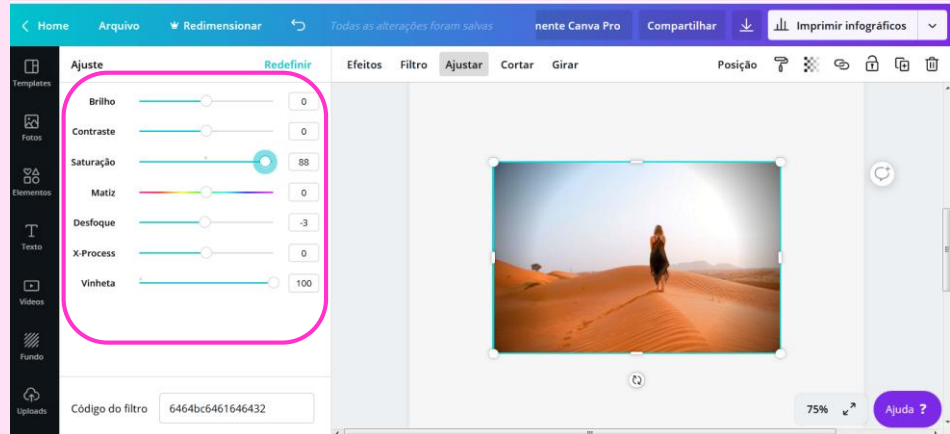 Home Arquivo Redimensionar Todas as alterações foram salvas nente Canva Pro Compartilhar Imprimir infográficos
Templates
Fotos
Elementos
Texto
Vídeos
Fundo
Uploads
Ajuste Redefinir
Brilho 0
Contraste 0
Saturação 88
Matiz 0
Desfoque -3
X-Process 0
Vinheta 100
Código do filtro 6464bc6461646432
Efeitos Filtro Ajustar Cortar Girar Posição
75% Ajuda ?